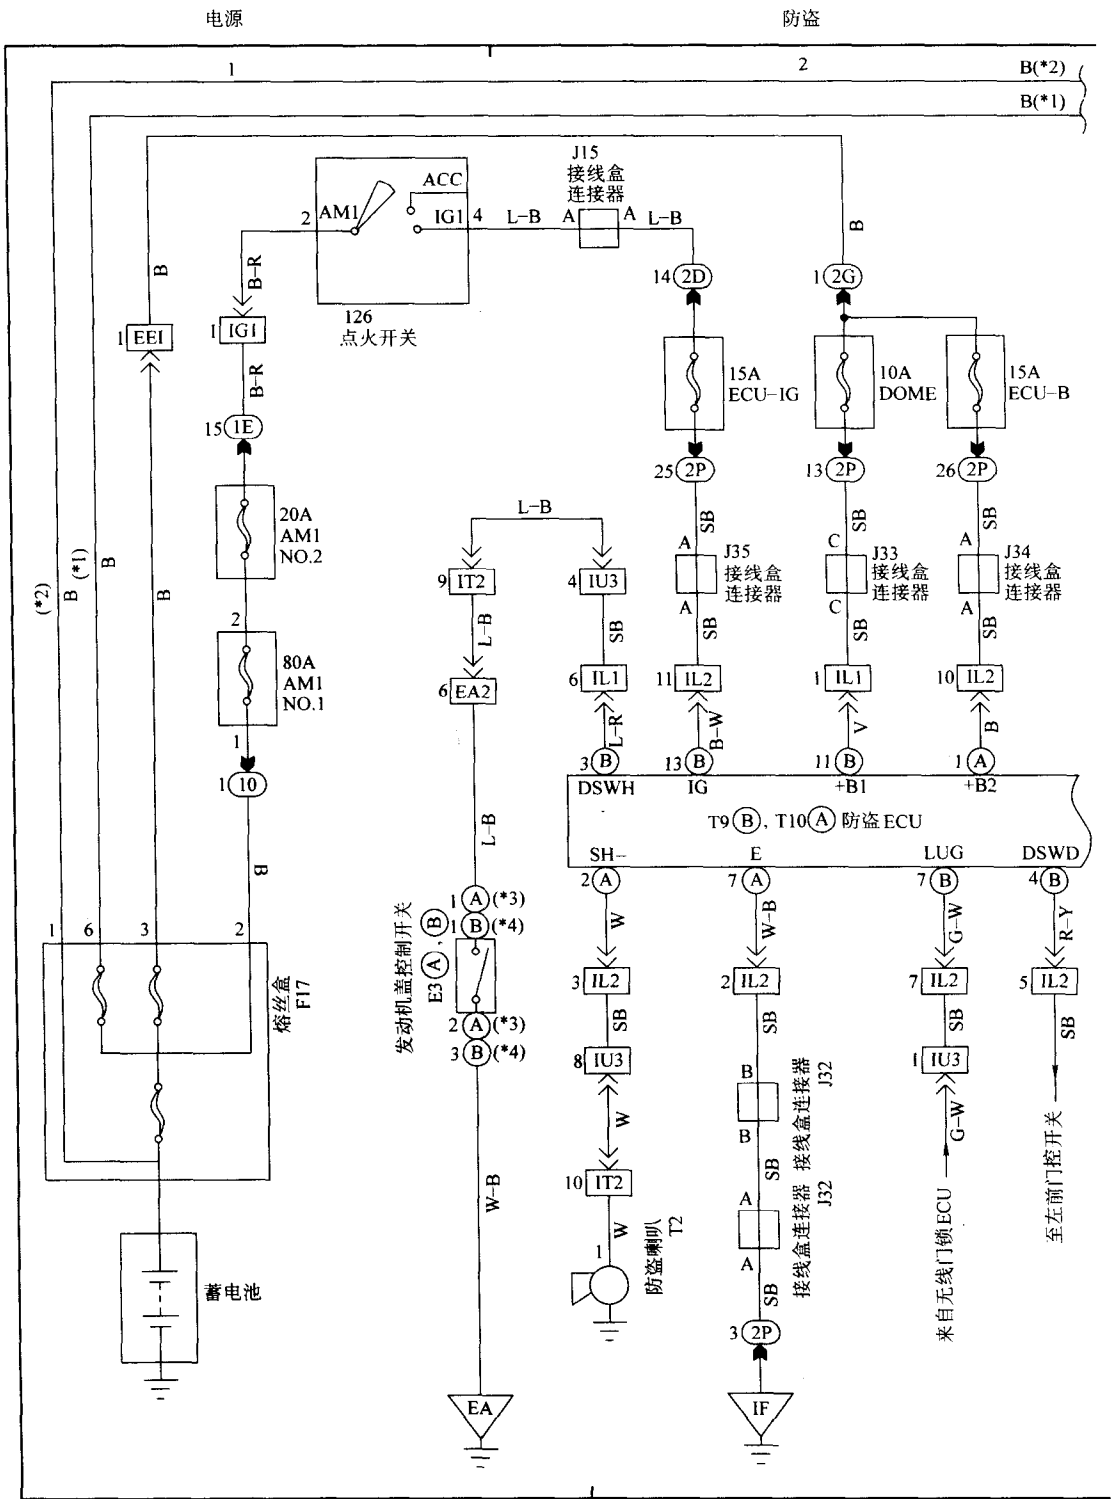 电源
防盗
1
2
B(*2)
B(*1)
J15
接线盒
连接器
ACC
2
AM1
IG1
4
L-B
A
A
L-B
B
B
B-R
14
2D
1
2G
126
点火开关
1
EE1
1
IG1
B-R
15A
ECU-IG
10A
DOME
15A
ECU-B
15
1E
25
2P
13
2P
26
2P
20A
AM1
NO.2
L-B
SB
SB
SB
A
J35
接线盒
连接器
A
C
J33
接线盒
连接器
C
A
J34
接线盒
连接器
A
(*2)
B
(*1)
B
B
9
IT2
4
IU3
2
L-B
SB
SB
SB
SB
80A
AM1
NO.1
6
EA2
6
IL1
11
IL2
1
IL1
10
IL2
1
L-R
B-W
V
B
1
10
3
B
13
B
11
B
1
A
DSWH
IG
+B1
+B2
L-B
T9 B, T10 A 防盗ECU
B
SH-
E
LUG
DSWD
2
A
7
A
7
B
4
B
1
A
(*3)
1
B
(*4)
发动机盖控制开关
E3 A, B
W
W-B
G-W
R-Y
1
6
3
2
3
IL2
2
IL2
7
IL2
5
IL2
熔丝盒
F17
2
A
(*3)
3
B
(*4)
SB
SB
SB
SB
8
IU3
1
IU3
B
B
接线盒连接器
J32
W
G-W
SB
10
IT2
A
A
接线盒连接器
J32
W-B
W
1
防盗喇叭
T2
SB
来自无线门锁ECU
至左前门控开关
蓄电池
3
2P
EA
IF